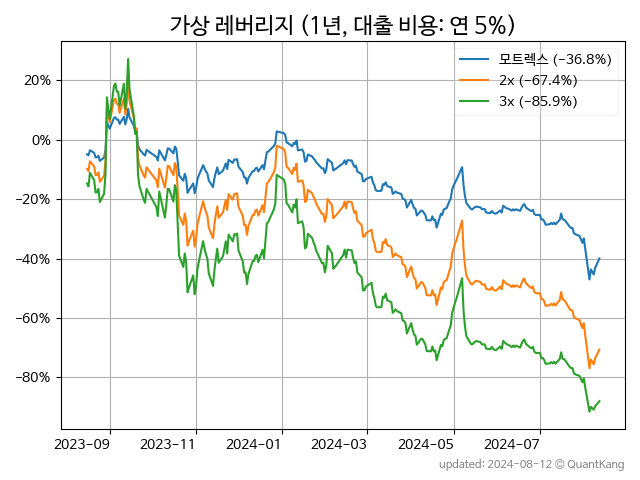 가상 레버리지 (1년, 대출 비용: 연 5%)
모트렉스 (−36.8%)
2x (−67.4%)
3x (−85.9%)
20%
0%
−20%
−40%
−60%
−80%
2023-09 2023-11 2024-01 2024-03 2024-05 2024-07
updated: 2024-08-12 © QuantKang